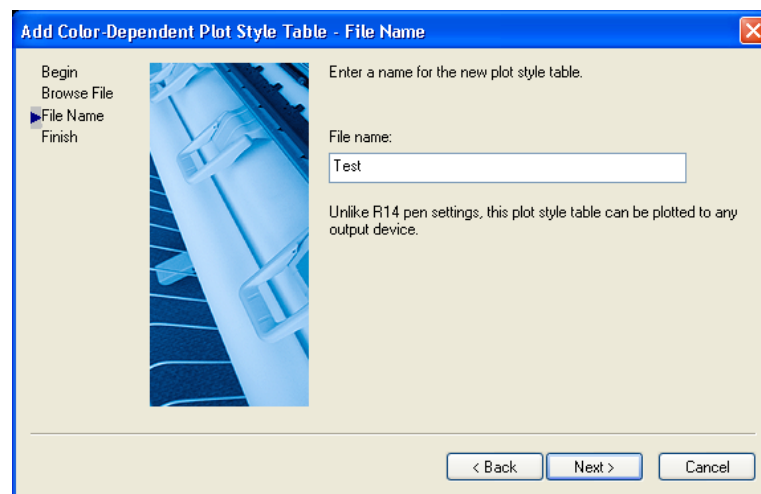 Add Color-Dependent Plot Style Table - File Name
Begin
Browse File
File Name
Finish
Enter a name for the new plot style table.
File name:
Test
Unlike R14 pen settings, this plot style table can be plotted to any
output device.
< Back
Next >
Cancel